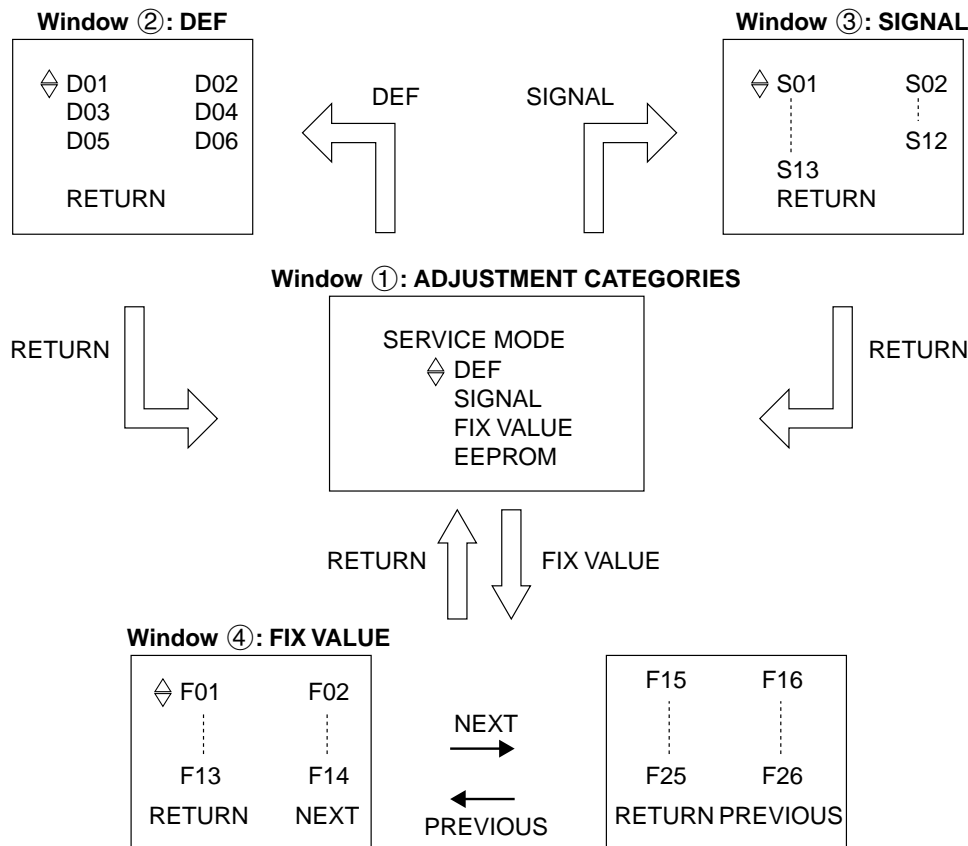 Window ②: DEF
D01 D02
D03 D04
D05 D06
RETURN
DEF
SIGNAL
Window ③: SIGNAL
S01 S02
S12
S13
RETURN
Window ①: ADJUSTMENT CATEGORIES
SERVICE MODE
DEF
SIGNAL
FIX VALUE
EEPROM
RETURN
RETURN
RETURN
FIX VALUE
Window ④: FIX VALUE
F01 F02
F13 F14
RETURN NEXT
NEXT
PREVIOUS
F15 F16
F25 F26
RETURN PREVIOUS